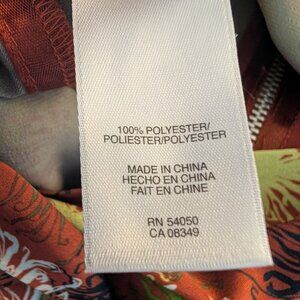 100% POLYESTER/
POLIESTER/POLYESTER
MADE IN CHINA
HECHO EN CHINA
FAIT EN CHINE
RN 54050
CA 08349